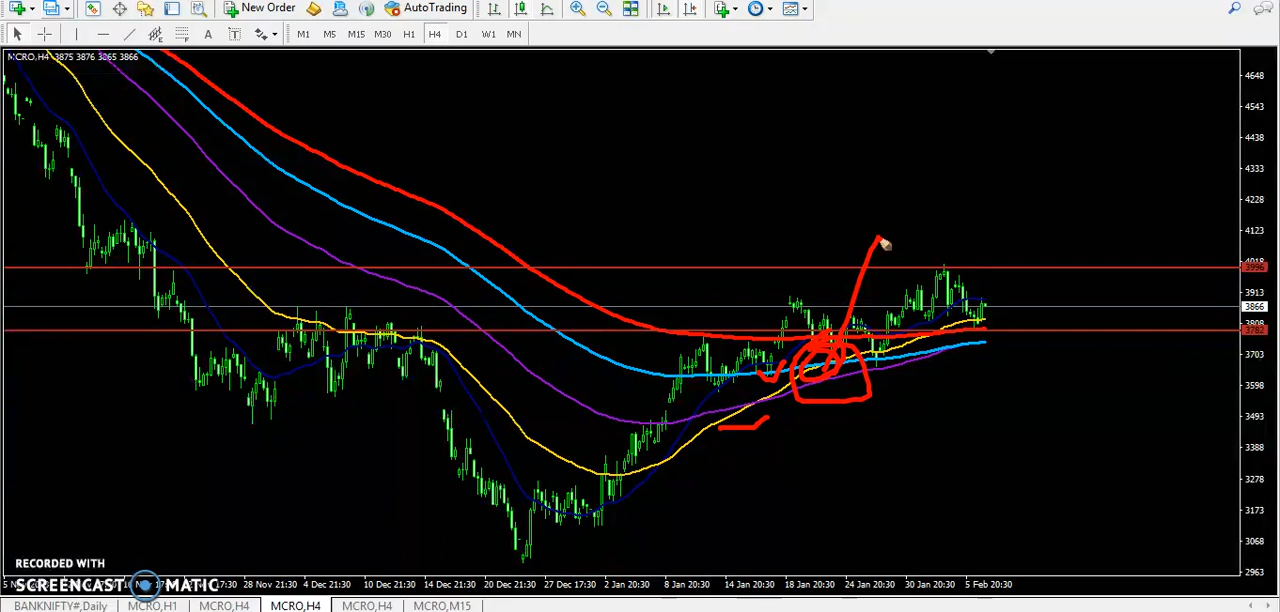 New Order
AutoTrading
A T M1 M5 M15 M30 H1 H4 D1 W1 MN
MCRO,H4 3875 3876 3865 3866
4648
4543
4438
4333
4228
4123
4018
3996
3913
3866
3782
3703
3598
3493
3388
3278
3173
3068
2963
RECORDED WITH
SCREENCAST MATIC
28 Nov 21:30 4 Dec 21:30 10 Dec 21:30 14 Dec 21:30 20 Dec 21:30 27 Dec 17:30 2 Jan 20:30 8 Jan 20:30 14 Jan 20:30 18 Jan 20:30 24 Jan 20:30 30 Jan 20:30 5 Feb 20:30
BANKNIFTY#,Daily MCRO,H1 MCRO,H4 MCRO,H4 MCRO,H4 MCRO,M15